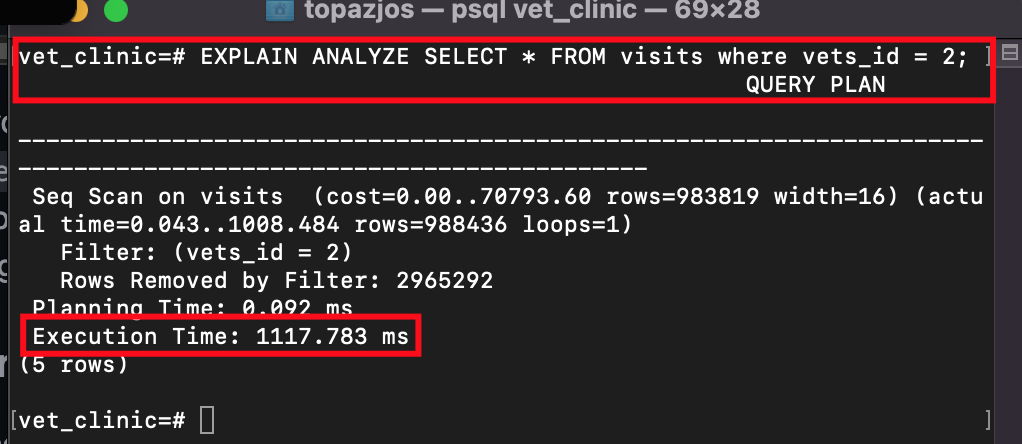 topazjos — psql vet_clinic — 69×28
[vet_clinic=# EXPLAIN ANALYZE SELECT * FROM visits where vets_id = 2; ]
QUERY PLAN
---------------------------------------------------------------------
---------------------------------------------
Seq Scan on visits (cost=0.00..70793.60 rows=983819 width=16) (actu
al time=0.043..1008.484 rows=988436 loops=1)
Filter: (vets_id = 2)
Rows Removed by Filter: 2965292
Planning Time: 0.092 ms
Execution Time: 1117.783 ms
(5 rows)
[vet_clinic=# ]